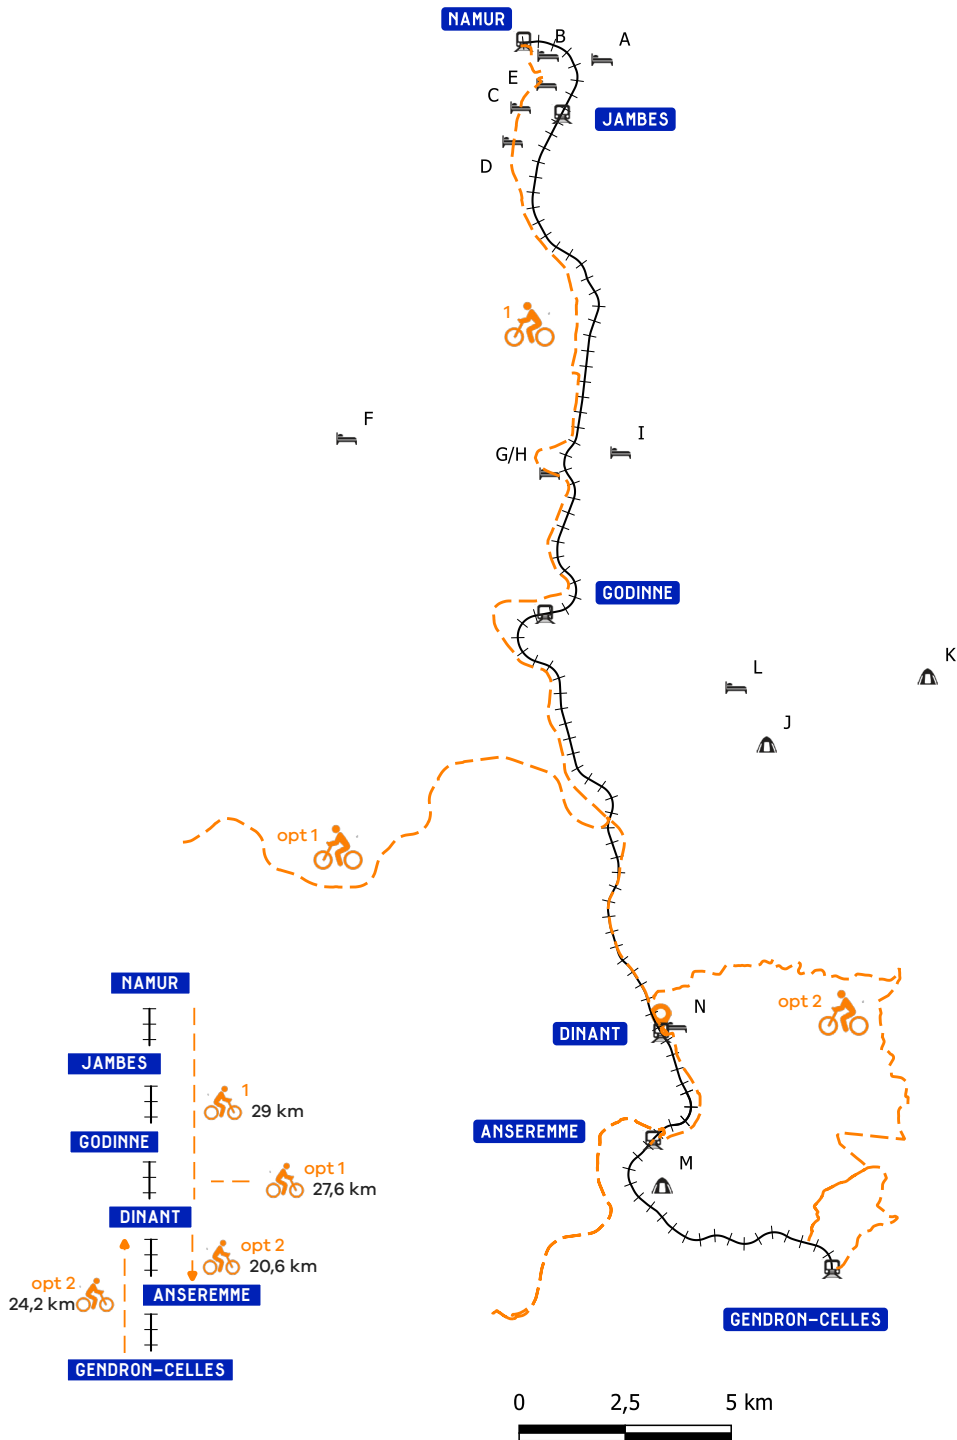 NAMUR
B
A
E
C
JAMBES
D
1
F
I
G/H
GODINNE
K
L
J
opt 1
NAMUR
opt 2
N
DINANT
JAMBES
1
29 km
ANSEREMME
GODINNE
M
opt 1
27,6 km
DINANT
opt 2
20,6 km
opt 2
24,2 km
ANSEREMME
GENDRON-CELLES
GENDRON-CELLES
0 2,5 5 km